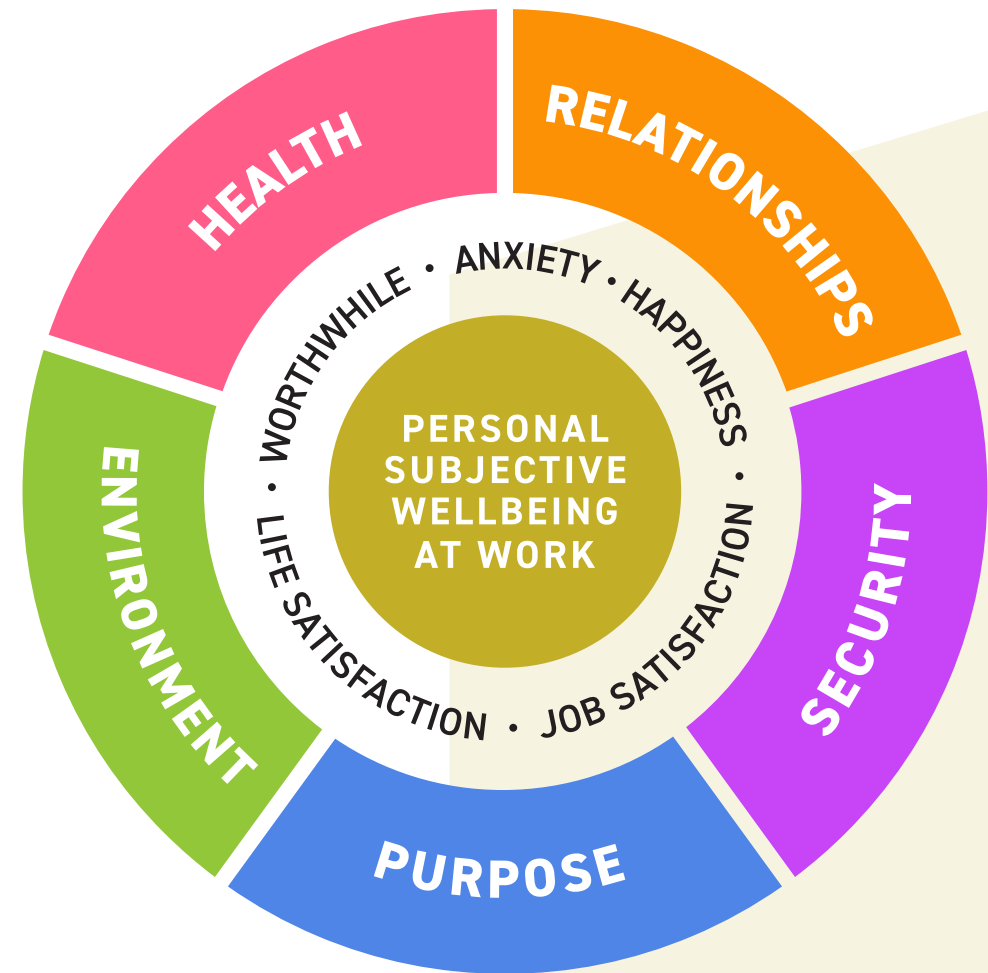 HEALTH
RELATIONSHIPS
SECURITY
PURPOSE
ENVIRONMENT
ANXIETY • HAPPINESS • JOB SATISFACTION • LIFE SATISFACTION • WORTHWHILE •
PERSONAL
SUBJECTIVE
WELLBEING
AT WORK